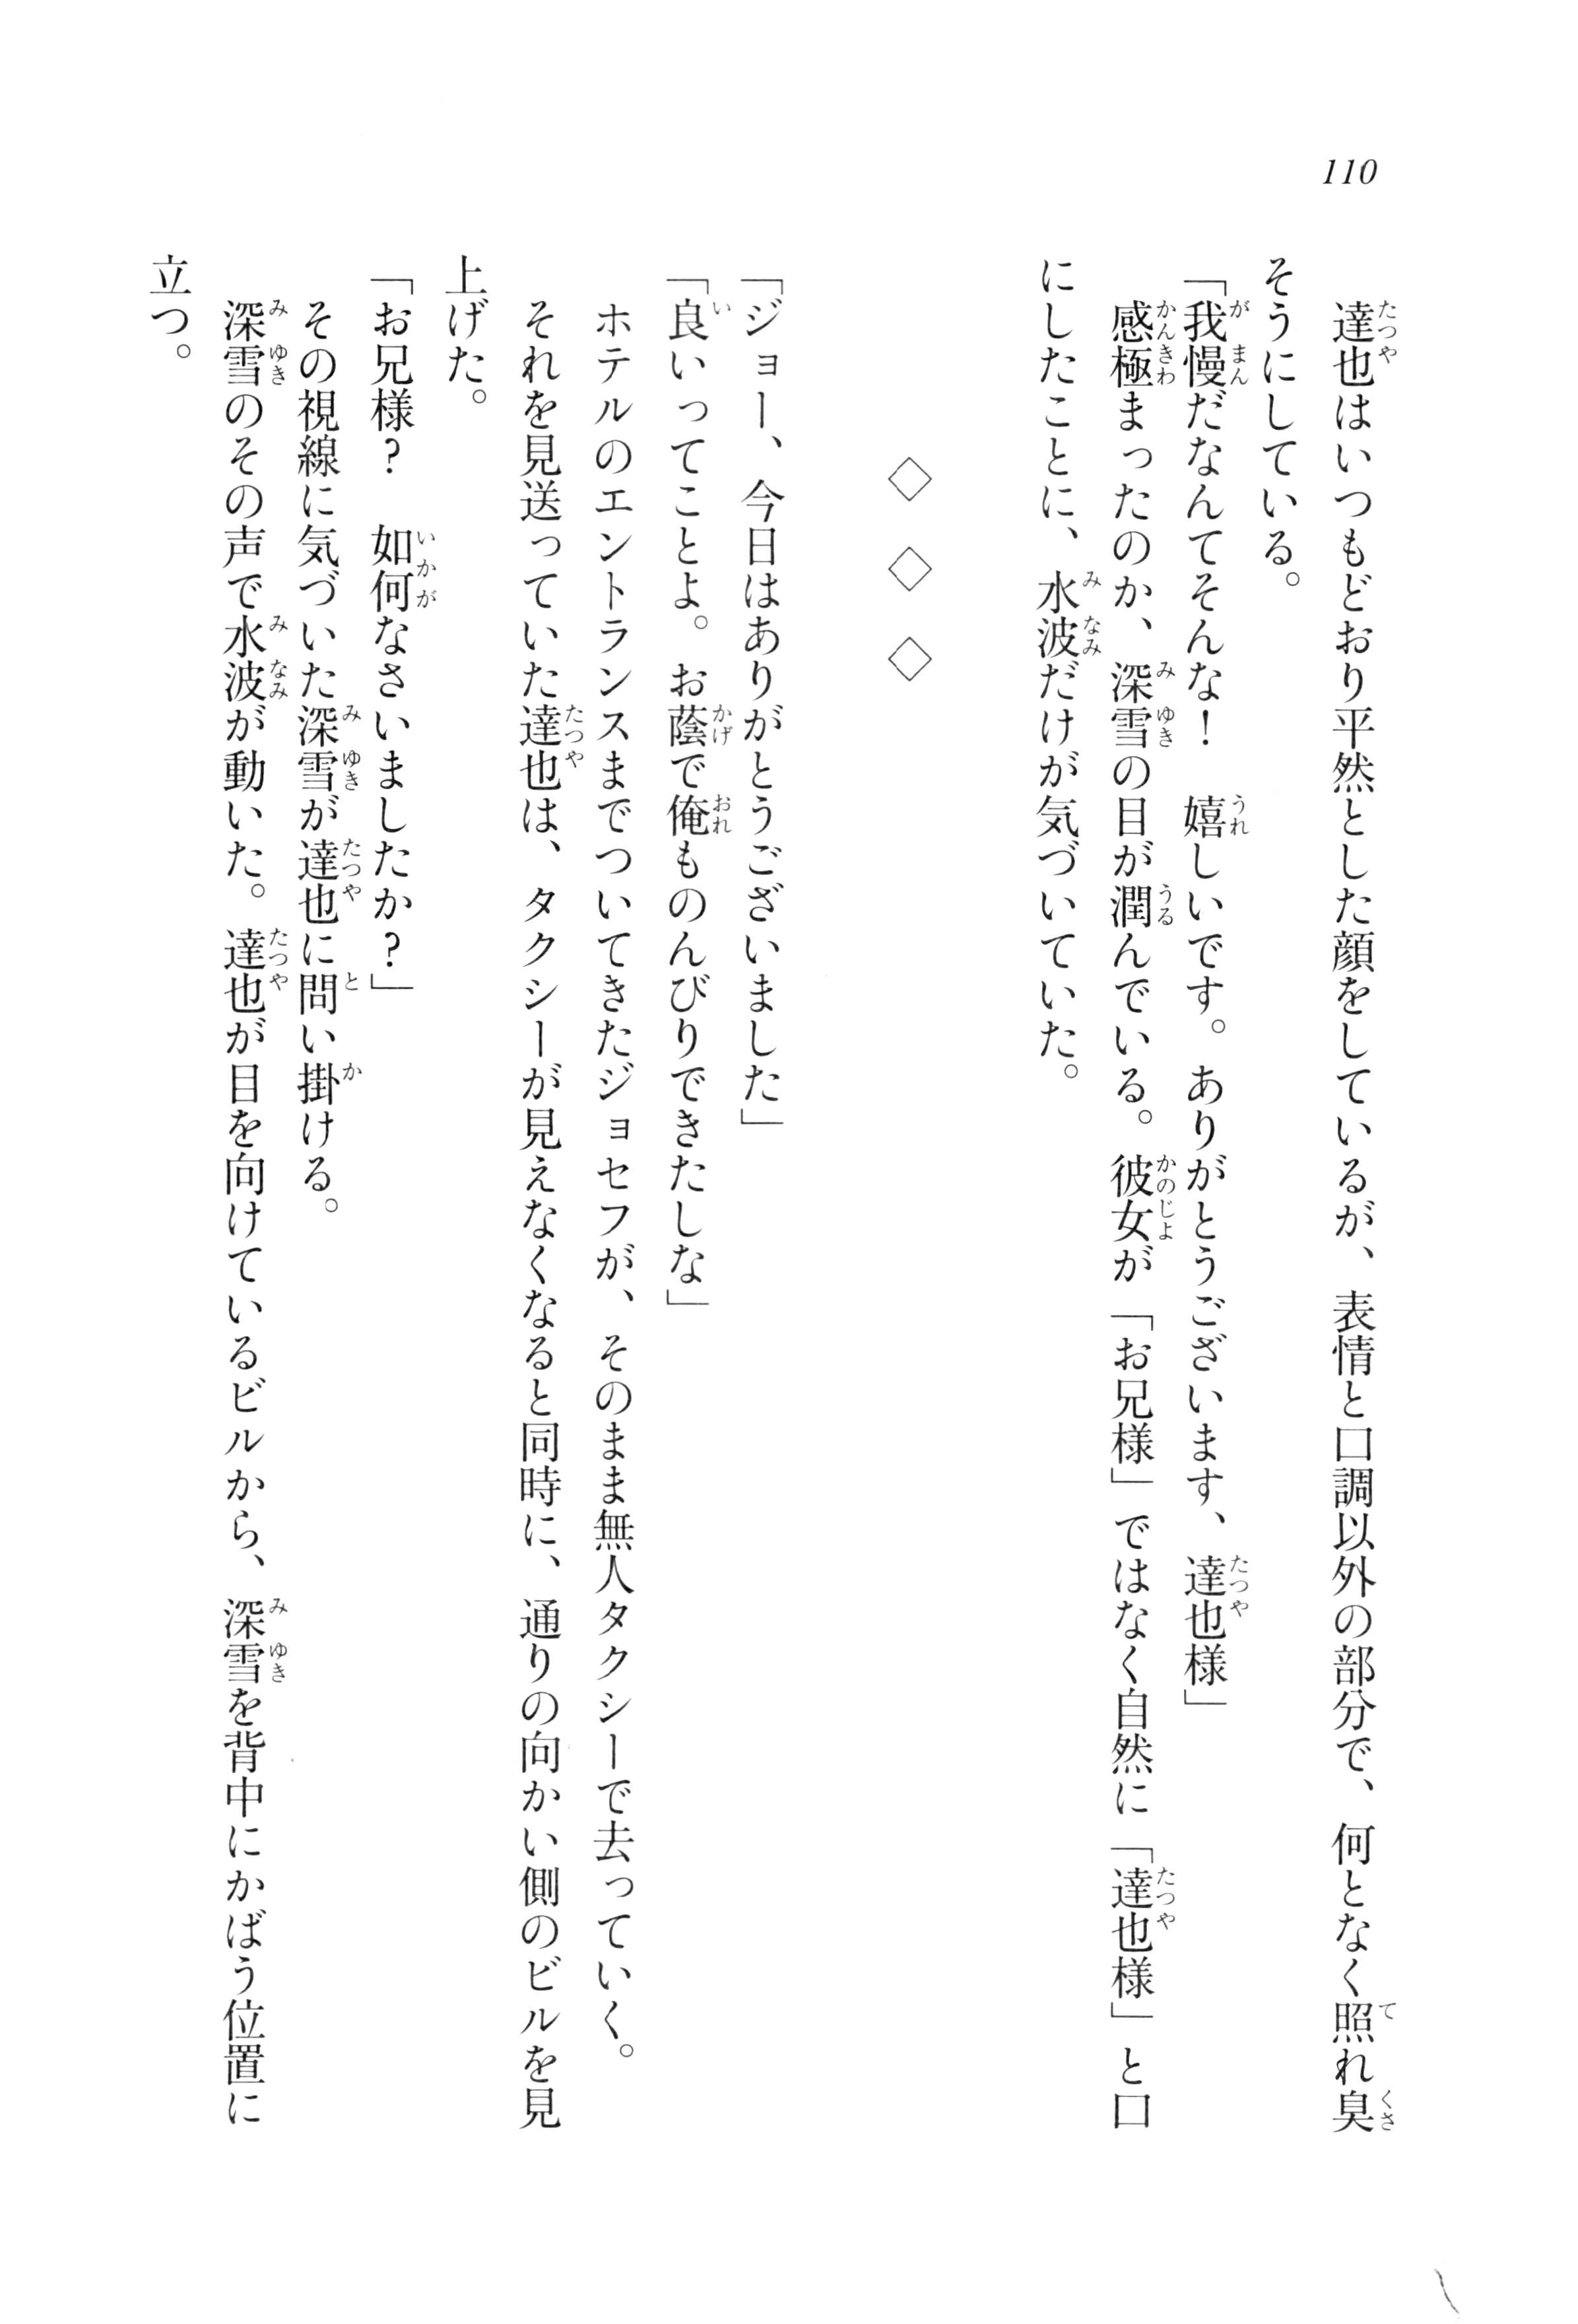 110
達也はいつもどおり平然とした顔をしているが、表情と口調以外の部分で、何となく照れ臭
そうにしている。
「我慢だなんてそんな！　嬉しいです。ありがとうございます、達也様」
感極まったのか、深雪の目が潤んでいる。彼女が「お兄様」ではなく自然に「達也様」と口
にしたことに、水波だけが気づいていた。
◇　◇　◇
「ジョー、今日はありがとうございました」
「良いってことよ。お蔭で俺ものんびりできたしな」
ホテルのエントランスまでついてきたジョセフが、そのまま無人タクシーで去っていく。
それを見送っていた達也は、タクシーが見えなくなると同時に、通りの向かい側のビルを見
上げた。
「お兄様？　如何なさいましたか？」
その視線に気づいた深雪が達也に問い掛ける。
深雪のその声で水波が動いた。達也が目を向けているビルから、深雪を背中にかばう位置に
立つ。